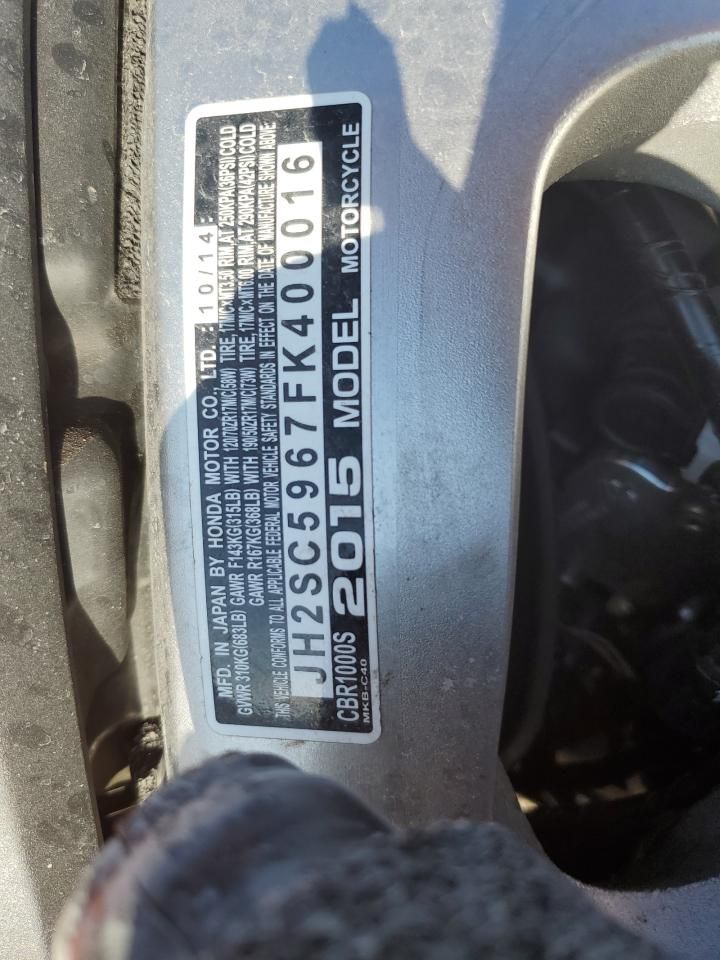 MFD. IN JAPAN BY HONDA MOTOR CO., LTD. : 10/14 :
GVWR 310KG(683LB) GAWR F143KG(315LB) WITH 120/70ZR17M/C(58W) TIRE,17M/C×MT3.50 RIM,AT 250KPA(36PSI)COLD
GAWR R167KG(368LB) WITH 190/50ZR17M/C(73W) TIRE,17M/C×MT6.00 RIM,AT 290KPA(42PSI)COLD
THIS VEHICLE CONFORMS TO ALL APPLICABLE FEDERAL MOTOR VEHICLE SAFETY STANDARDS IN EFFECT ON THE DATE OF MANUFACTURE SHOWN ABOVE
JH2SC5967FK400016
CBR1000S 2015 MODEL MOTORCYCLE
MKB-C40